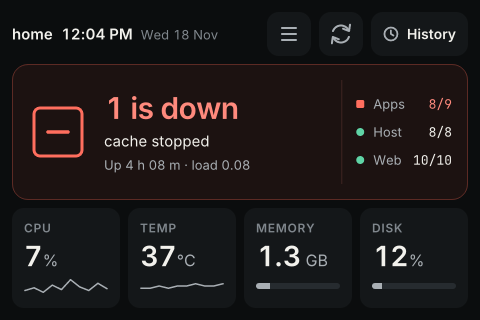 home 12:04 PM Wed 18 Nov
History
1 is down
cache stopped
Up 4 h 08 m · load 0.08
Apps 8/9
Host 8/8
Web 10/10
CPU
7%
TEMP
37°C
MEMORY
1.3 GB
DISK
12%